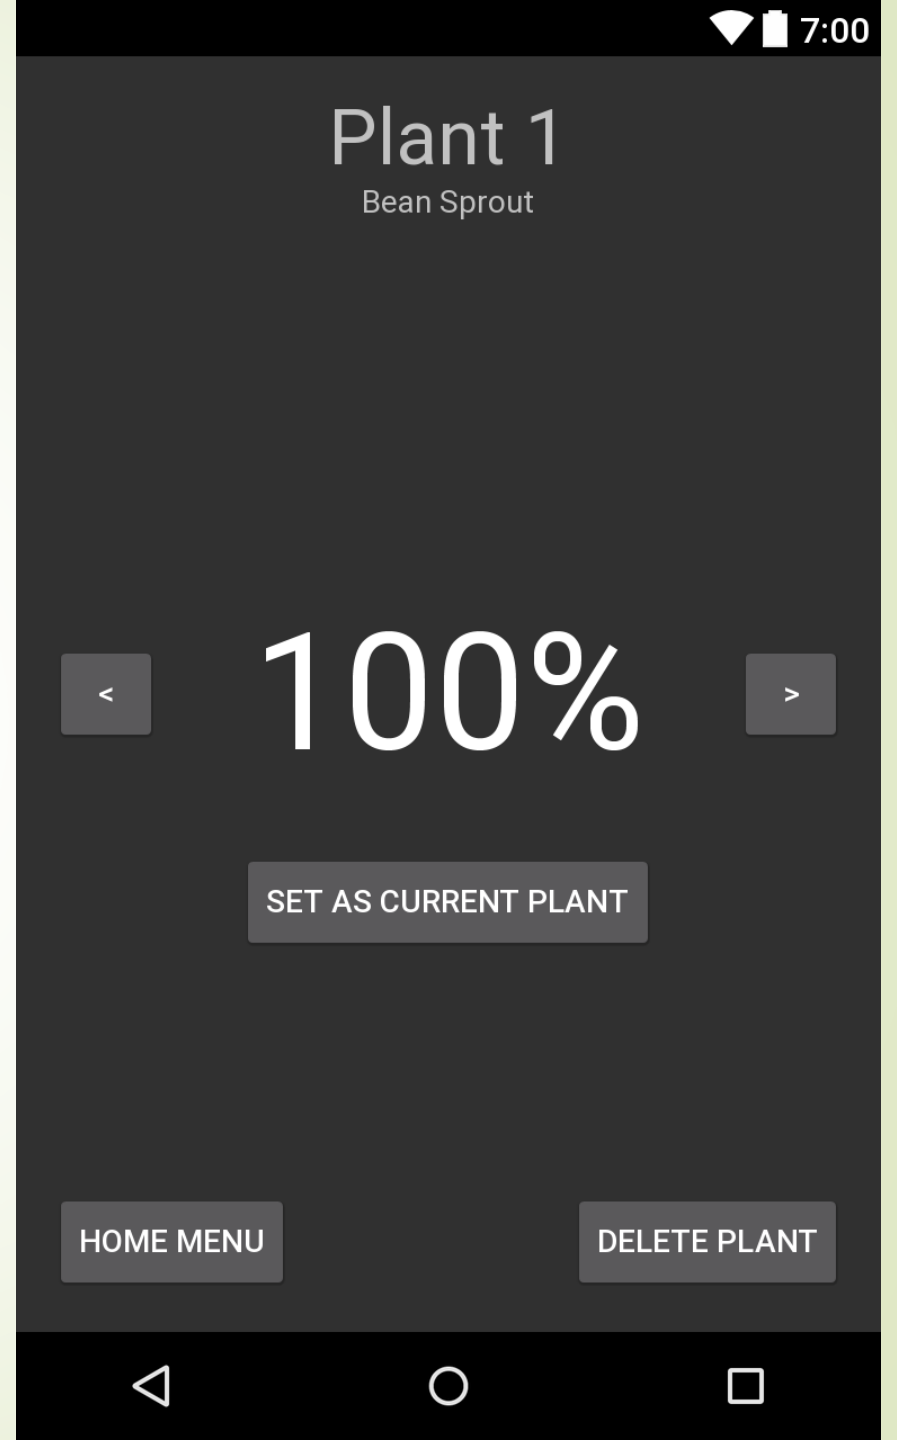 7:00
Plant 1
Bean Sprout
< 100% >
SET AS CURRENT PLANT
HOME MENU DELETE PLANT